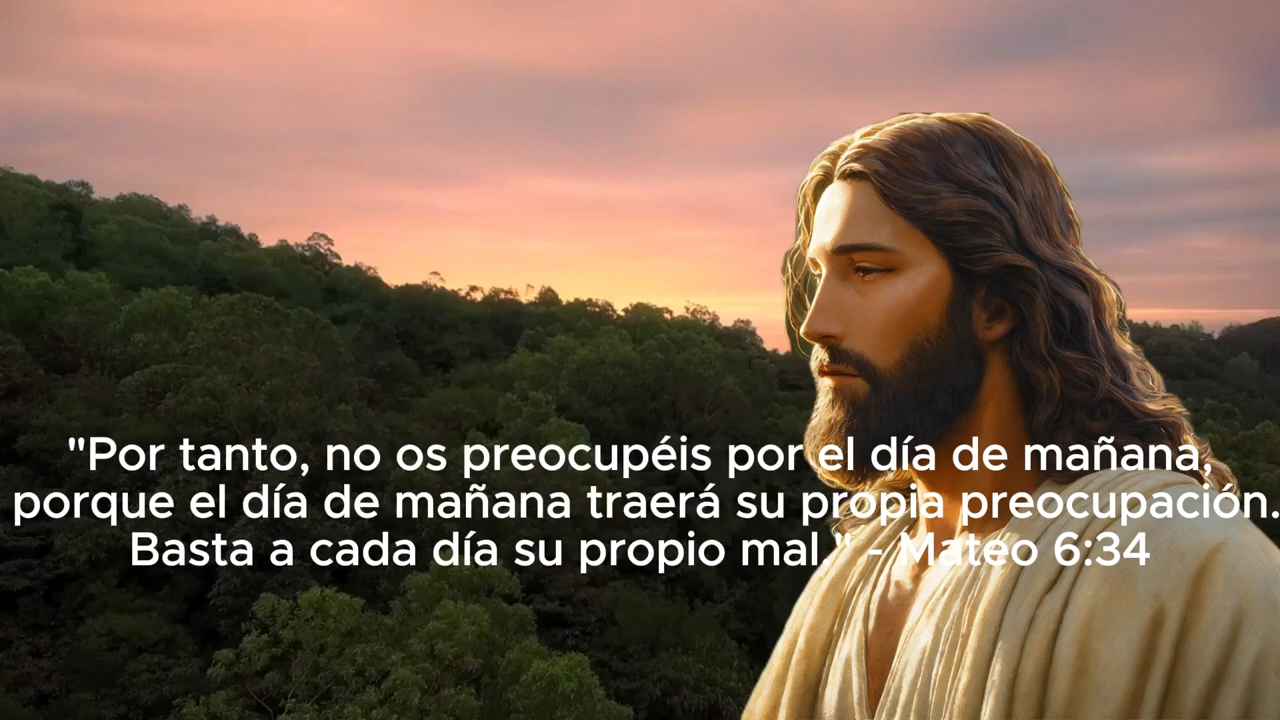 "Por tanto, no os preocupéis por el día de mañana,
porque el día de mañana traerá su propia preocupación.
Basta a cada día su propio mal." - Mateo 6:34